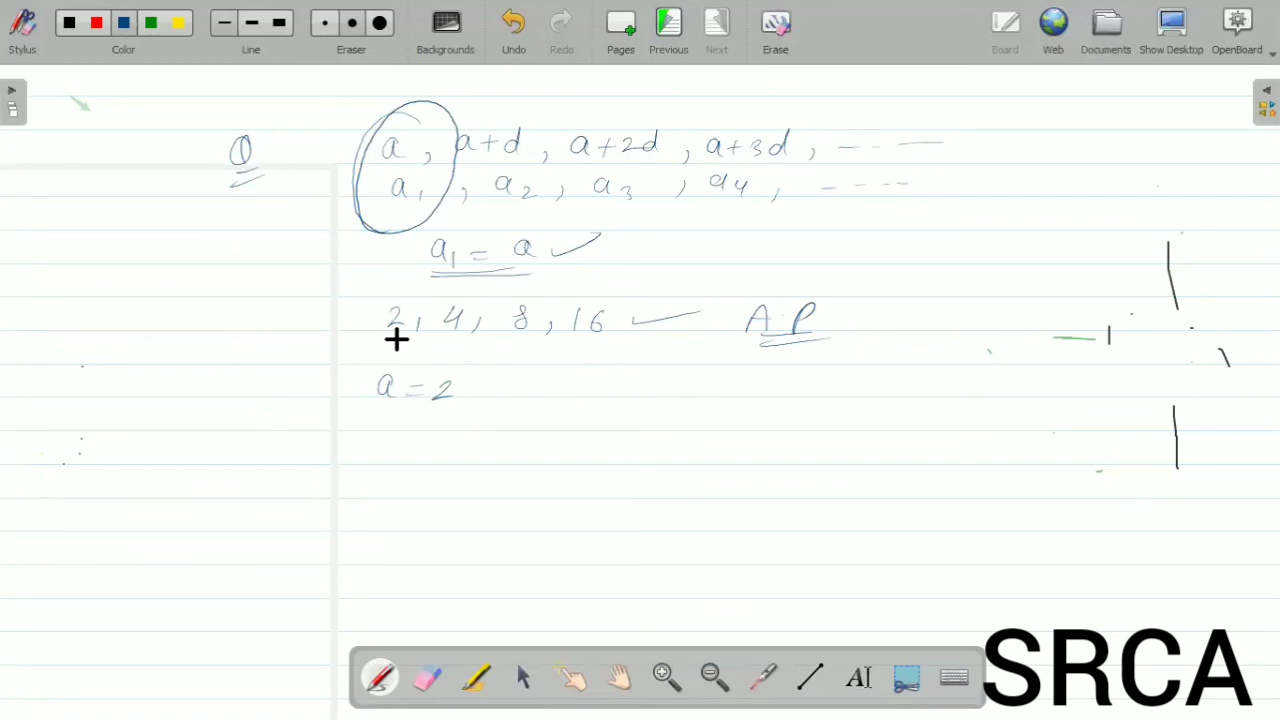 Stylus Color Line Eraser Backgrounds Undo Redo Pages Previous Next Erase Board Web Documents Show Desktop OpenBoard
Q a, a+d, a+2d, a+3d, -----
a₁, a₂, a₃, a₄, -----
a₁ = a ✓
2, 4, 8, 16 A.P
a = 2
SRCA